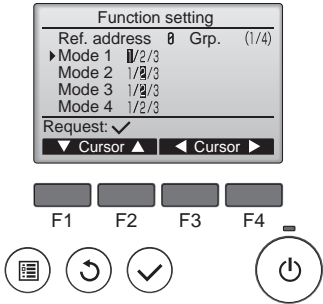 Function setting
Ref. address 0 Grp. (1/4)
Mode 1 1/2/3
Mode 2 1/2/3
Mode 3 1/2/3
Mode 4 1/2/3
Request: ✓
▼ Cursor ▲ ◀ Cursor ▶
F1 F2 F3 F4